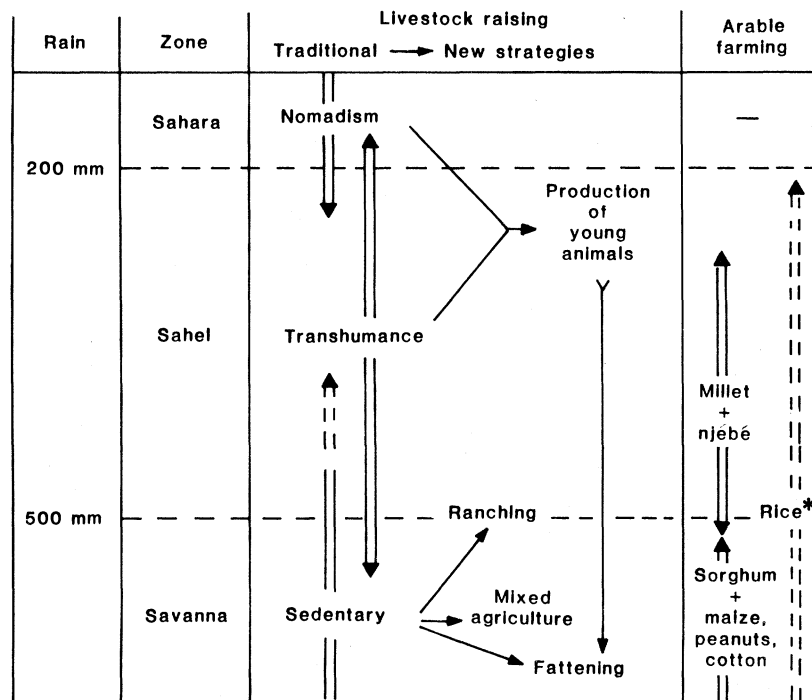 Rain
Zone
Livestock raising
Traditional New strategies
Arable
farming
Sahara
Nomadism
—
200 mm
Production
of
young
animals
Sahel
Transhumance
Millet
+
njébé
500 mm
Ranching
Rice*
Savanna
Sedentary
Mixed
agriculture
Fattening
Sorghum
+
maize,
peanuts,
cotton